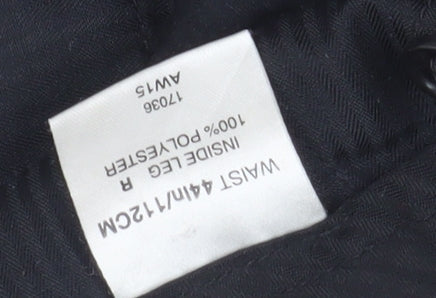 WAIST 44In/112CM
INSIDE LEG R
100% POLYESTER
17036
AW15